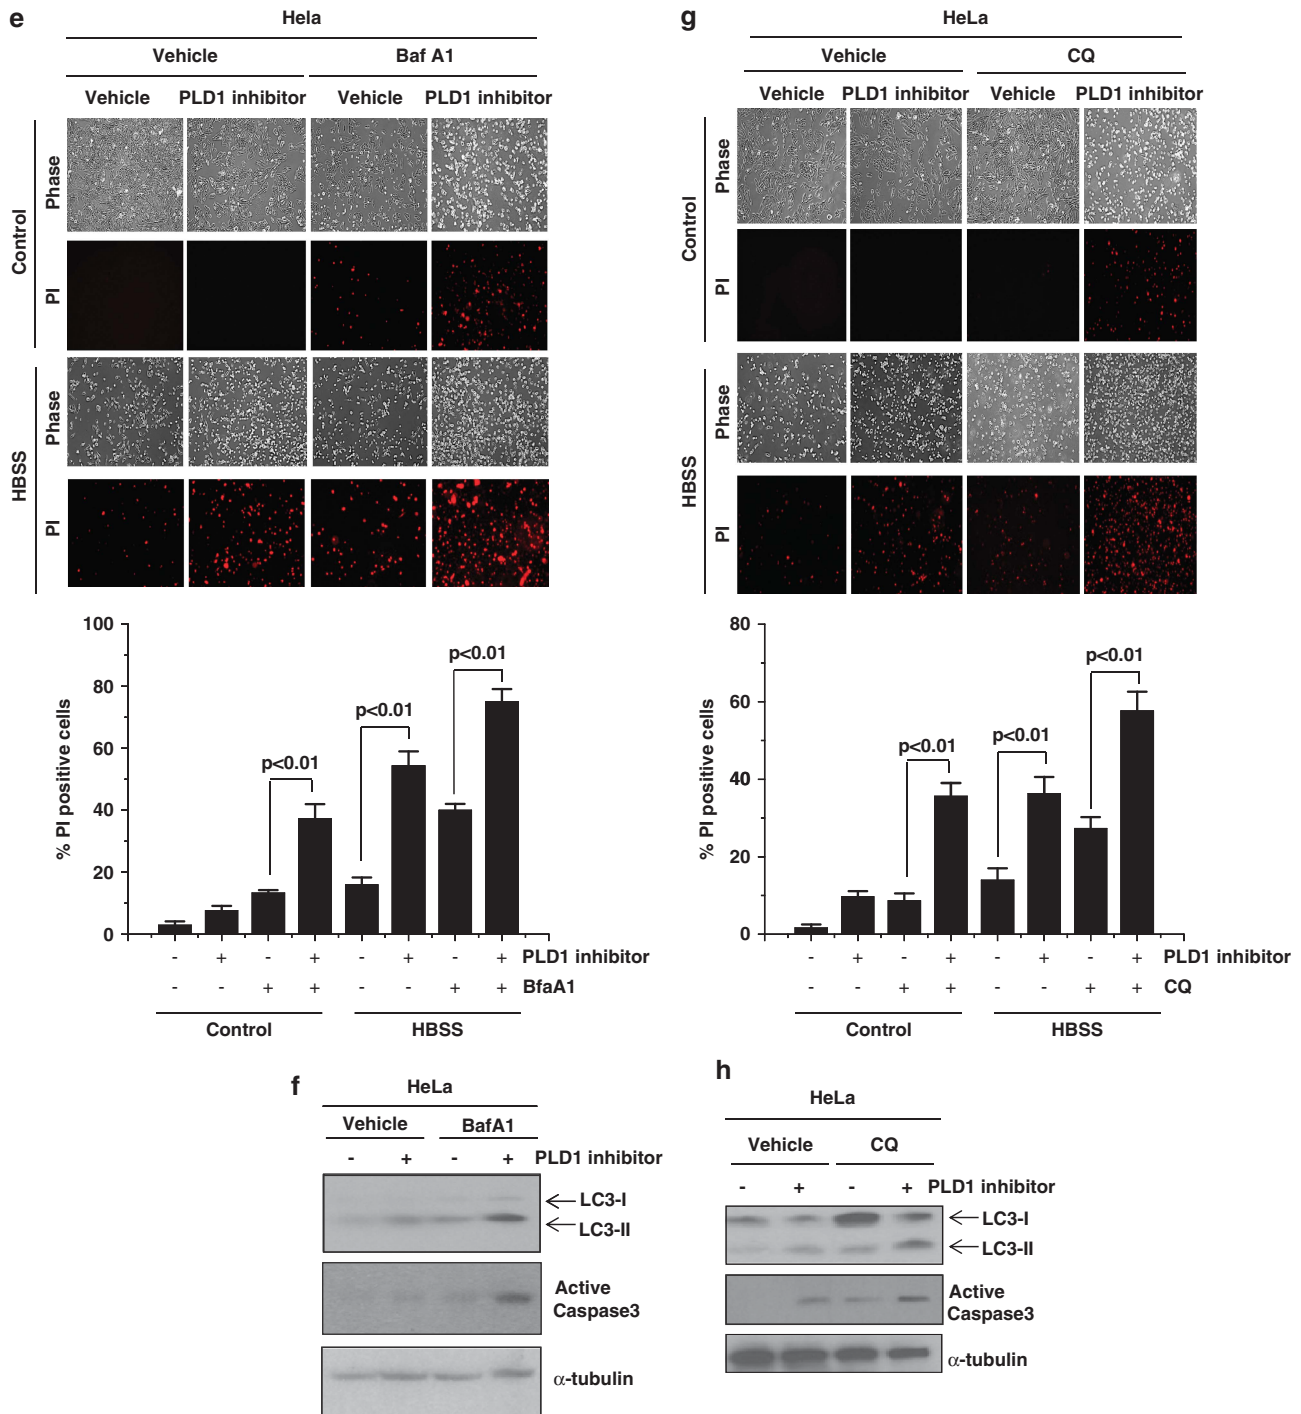 e
Hela
Vehicle Baf A1
Vehicle PLD1 inhibitor Vehicle PLD1 inhibitor
Control
Phase
PI
HBSS
Phase
PI
100
80
60
40
20
0
% PI positive cells
p<0.01
p<0.01
p<0.01
- + - + - + - + PLD1 inhibitor
- - + + - - + + BfaA1
Control HBSS
g
HeLa
Vehicle CQ
Vehicle PLD1 inhibitor Vehicle PLD1 inhibitor
Control
Phase
PI
HBSS
Phase
PI
80
60
40
20
0
% PI positive cells
p<0.01
p<0.01
p<0.01
- + - + - + - + PLD1 inhibitor
- - + + - - + + CQ
Control HBSS
f
HeLa
Vehicle BafA1
- + - + PLD1 inhibitor
LC3-I
LC3-II
Active
Caspase3
α-tubulin
h
HeLa
Vehicle CQ
- + - + PLD1 inhibitor
LC3-I
LC3-II
Active
Caspase3
α-tubulin